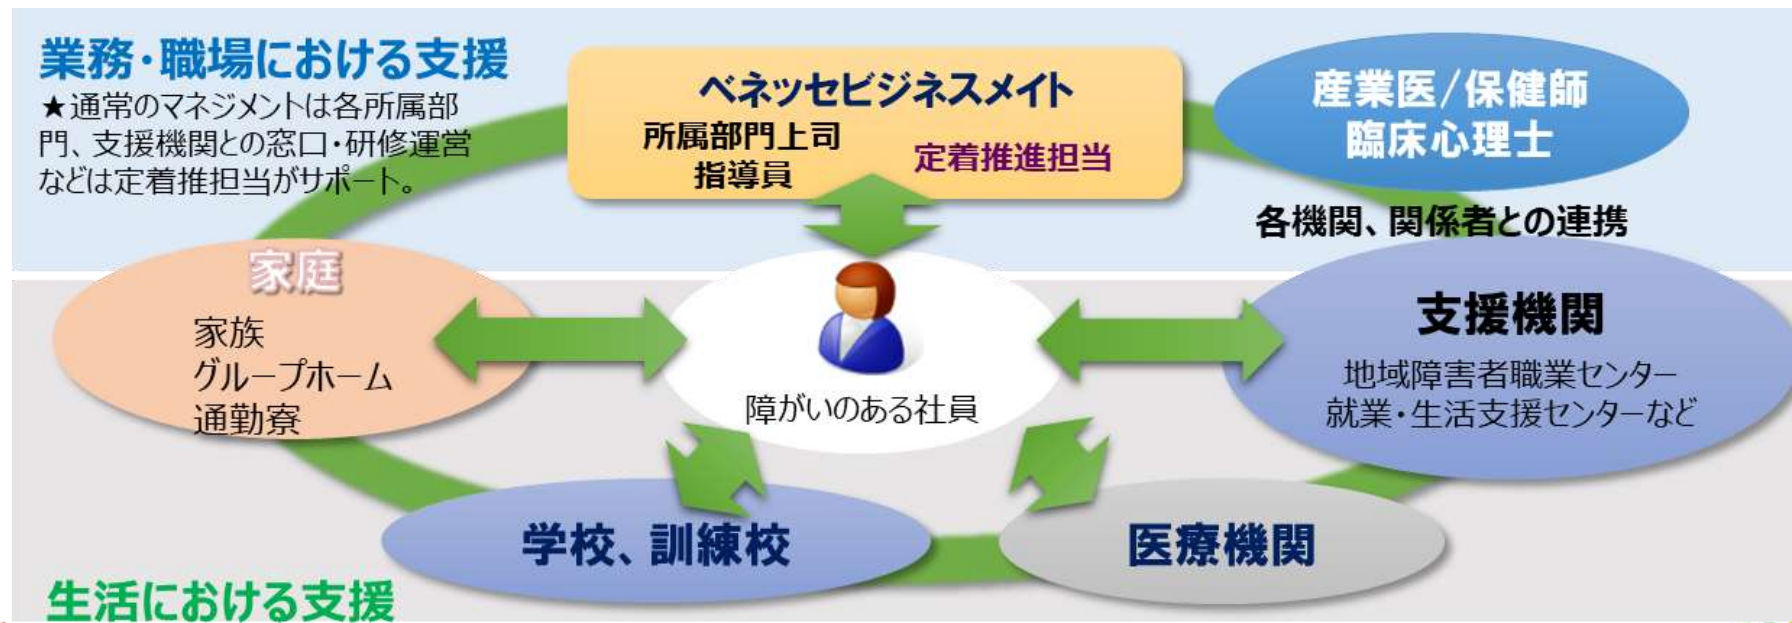 業務・職場における支援
★通常のマネジメントは各所属部
門、支援機関との窓口・研修運営
などは定着推担当がサポート。
ベネッセビジネスメイト
所属部門上司
指導員
定着推進担当
産業医/保健師
臨床心理士
各機関、関係者との連携
家庭
家族
グループホーム
通勤寮
障がいのある社員
支援機関
地域障害者職業センター
就業・生活支援センターなど
学校、訓練校
医療機関
生活における支援